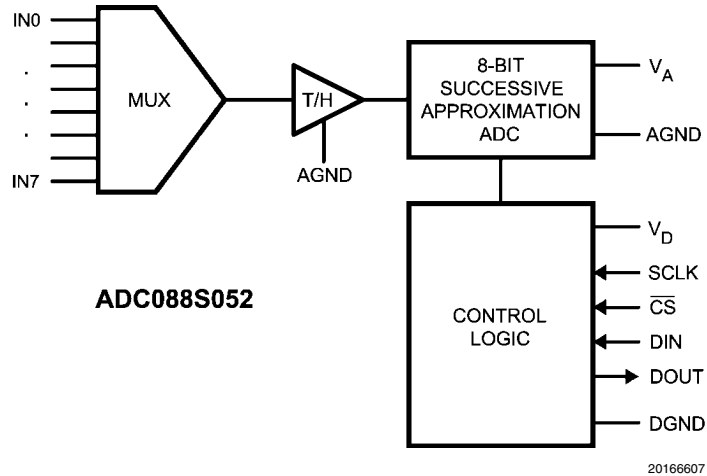 IN0
.
.
.
IN7
MUX
T/H
AGND
8-BIT
SUCCESSIVE
APPROXIMATION
ADC
VA
AGND
CONTROL
LOGIC
VD
SCLK
CS
DIN
DOUT
DGND
ADC088S052
20166607